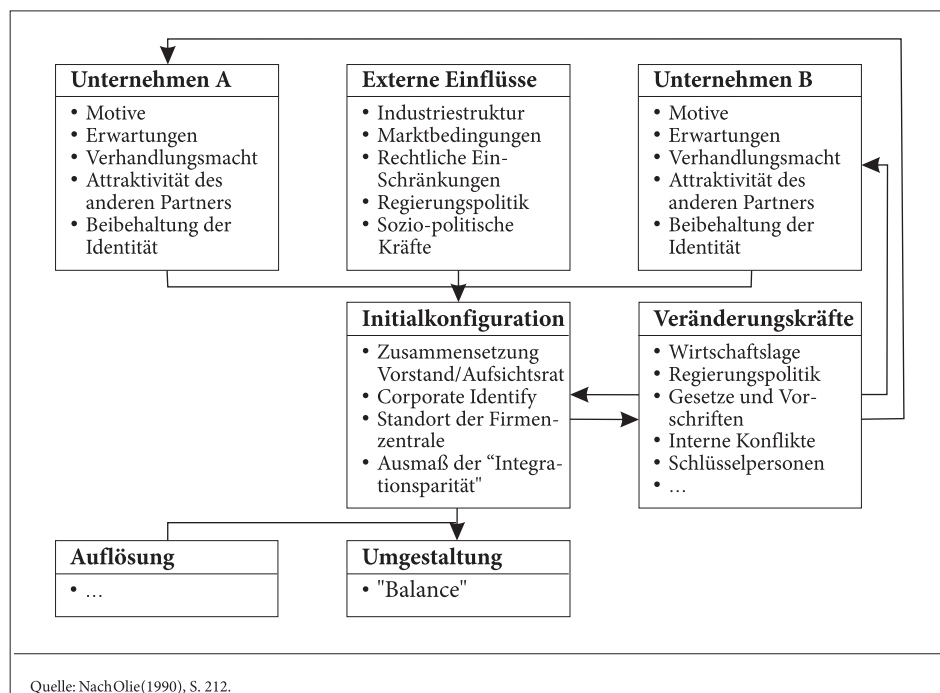 Unternehmen A
• Motive
• Erwartungen
• Verhandlungsmacht
• Attraktivität des
anderen Partners
• Beibehaltung der
Identität
Externe Einflüsse
• Industriestruktur
• Marktbedingungen
• Rechtliche Ein-
Schränkungen
• Regierungspolitik
• Sozio-politische
Kräfte
Unternehmen B
• Motive
• Erwartungen
• Verhandlungsmacht
• Attraktivität des
anderen Partners
• Beibehaltung der
Identität
Initialkonfiguration
• Zusammensetzung
Vorstand/Aufsichtsrat
• Corporate Identify
• Standort der Firmen-
zentrale
• Ausmaß der “Integra-
tionsparität"
Veränderungskräfte
• Wirtschaftslage
• Regierungspolitik
• Gesetze und Vor-
schriften
• Interne Konflikte
• Schlüsselpersonen
• …
Auflösung
• …
Umgestaltung
• "Balance"
Quelle: Nach Olie (1990), S. 212.